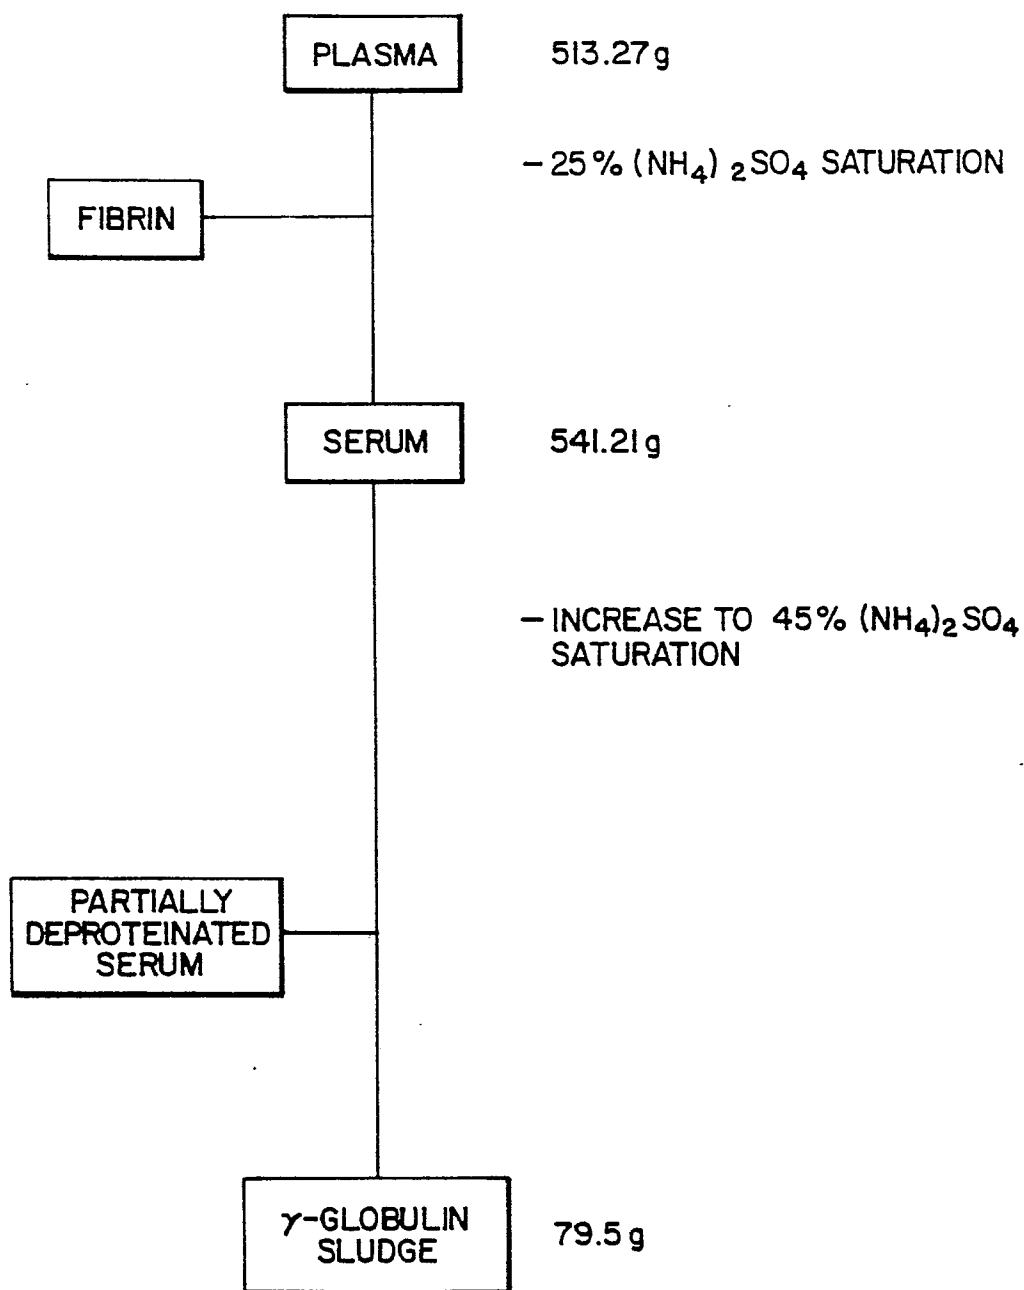 PLASMA
513.27g
- 25% (NH4) 2SO4 SATURATION
FIBRIN
SERUM
541.21g
- INCREASE TO 45% (NH4)2SO4
SATURATION
PARTIALLY
DEPROTEINATED
SERUM
γ-GLOBULIN
SLUDGE
79.5g